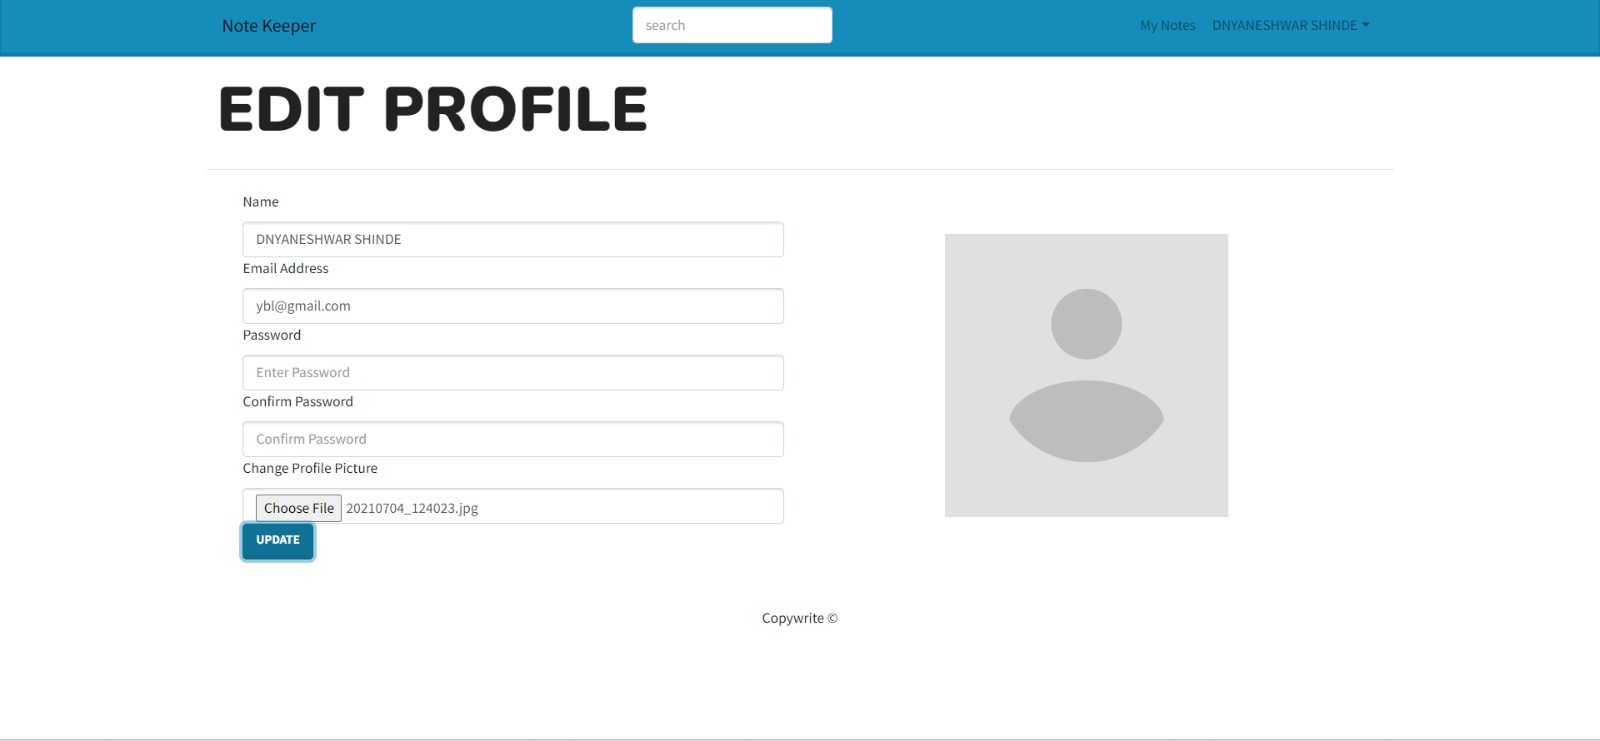 Note Keeper
search
My Notes
DNYANESHWAR SHINDE
EDIT PROFILE
Name
DNYANESHWAR SHINDE
Email Address
ybl@gmail.com
Password
Enter Password
Confirm Password
Confirm Password
Change Profile Picture
Choose File 20210704_124023.jpg
UPDATE
Copywrite ©